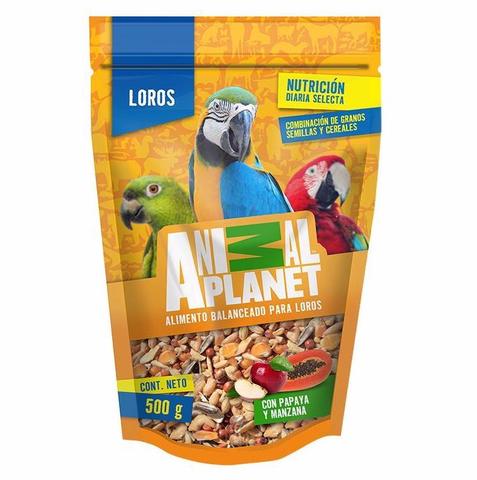 LOROS
NUTRICIÓN
DIARIA SELECTA
COMBINACIÓN DE GRANOS
SEMILLAS Y CEREALES
ANIMAL
PLANET
ALIMENTO BALANCEADO PARA LOROS
CONT. NETO
500 g
CON PAPAYA
Y MANZANA